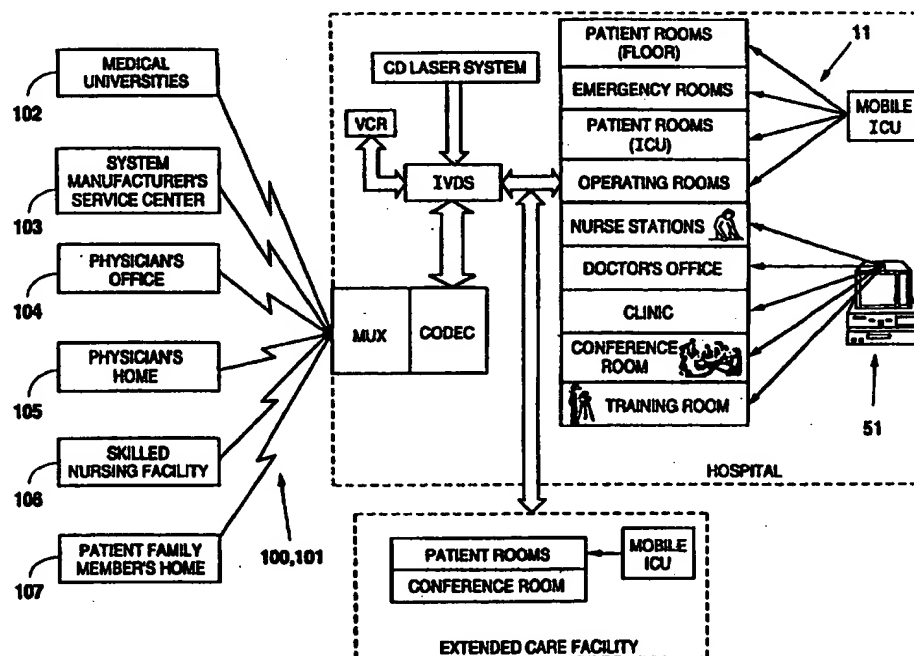 MEDICAL
UNIVERSITIES
102
SYSTEM
MANUFACTURER'S
SERVICE CENTER
103
PHYSICIAN'S
OFFICE
104
PHYSICIAN'S
HOME
105
SKILLED
NURSING FACILITY
106
PATIENT FAMILY
MEMBER'S HOME
107
100,101
CD LASER SYSTEM
VCR
IVDS
MUX
CODEC
PATIENT ROOMS
(FLOOR)
EMERGENCY ROOMS
PATIENT ROOMS
(ICU)
OPERATING ROOMS
NURSE STATIONS
DOCTOR'S OFFICE
CLINIC
CONFERENCE
ROOM
TRAINING ROOM
11
MOBILE
ICU
51
HOSPITAL
PATIENT ROOMS
CONFERENCE ROOM
MOBILE
ICU
EXTENDED CARE FACILITY